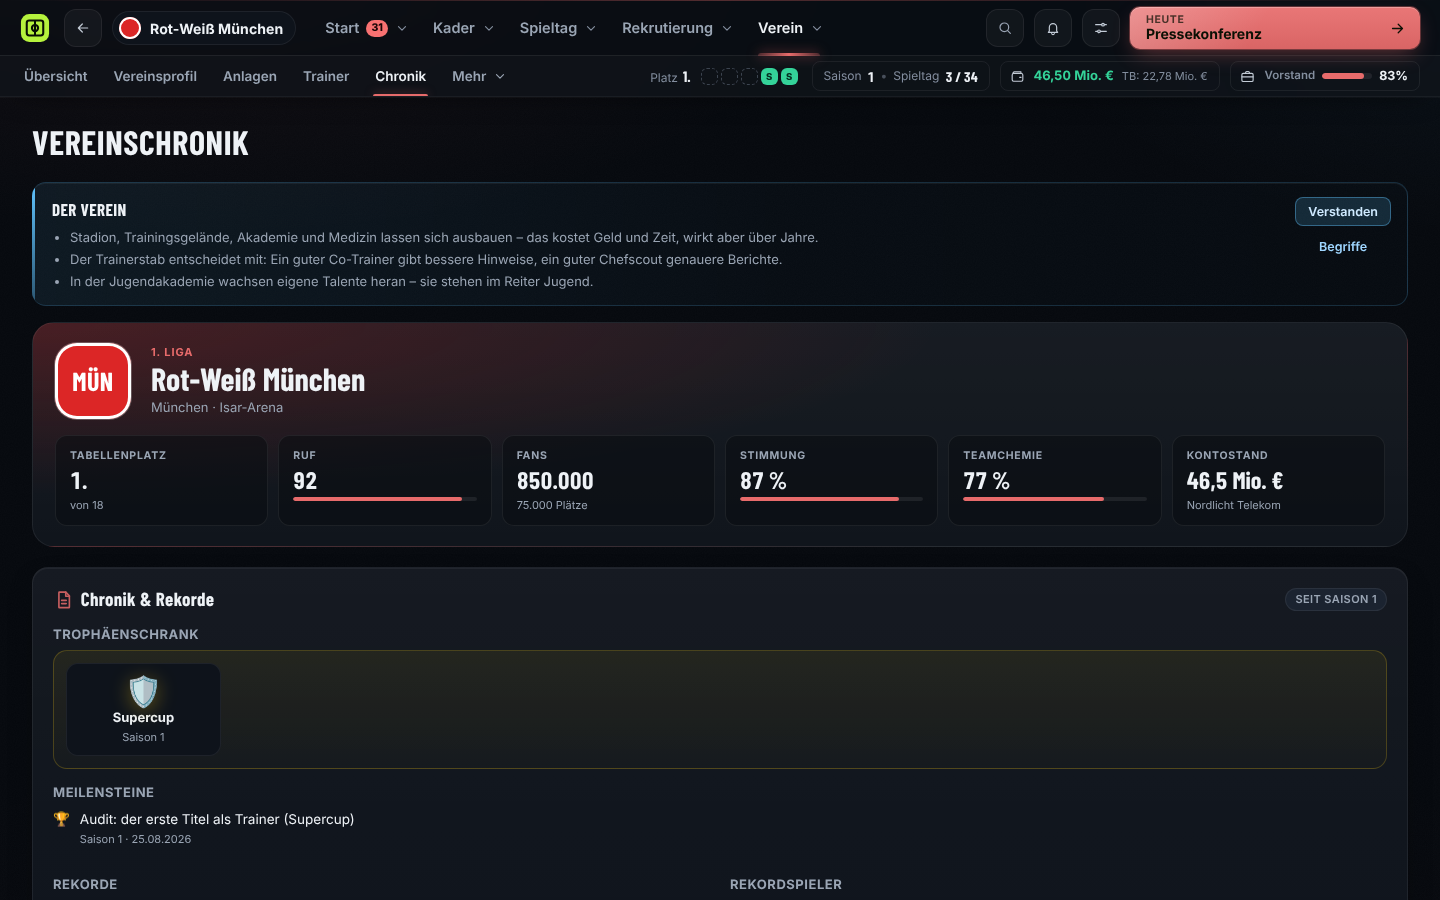 Rot-Weiß München
Start 31
Kader
Spieltag
Rekrutierung
Verein
HEUTE
Pressekonferenz
Übersicht
Vereinsprofil
Anlagen
Trainer
Chronik
Mehr
Platz 1.
S S
Saison 1 • Spieltag 3 / 34
46,50 Mio. € TB: 22,78 Mio. €
Vorstand 83%
VEREINSCHRONIK
DER VEREIN
• Stadion, Trainingsgelände, Akademie und Medizin lassen sich ausbauen – das kostet Geld und Zeit, wirkt aber über Jahre.
• Der Trainerstab entscheidet mit: Ein guter Co-Trainer gibt bessere Hinweise, ein guter Chefscout genauere Berichte.
• In der Jugendakademie wachsen eigene Talente heran – sie stehen im Reiter Jugend.
Verstanden
Begriffe
MÜN
1. LIGA
Rot-Weiß München
München · Isar-Arena
TABELLENPLATZ
1.
von 18
RUF
92
FANS
850.000
75.000 Plätze
STIMMUNG
87 %
TEAMCHEMIE
77 %
KONTOSTAND
46,5 Mio. €
Nordlicht Telekom
Chronik & Rekorde
SEIT SAISON 1
TROPHÄENSCHRANK
Supercup
Saison 1
MEILENSTEINE
Audit: der erste Titel als Trainer (Supercup)
Saison 1 · 25.08.2026
REKORDE
REKORDSPIELER